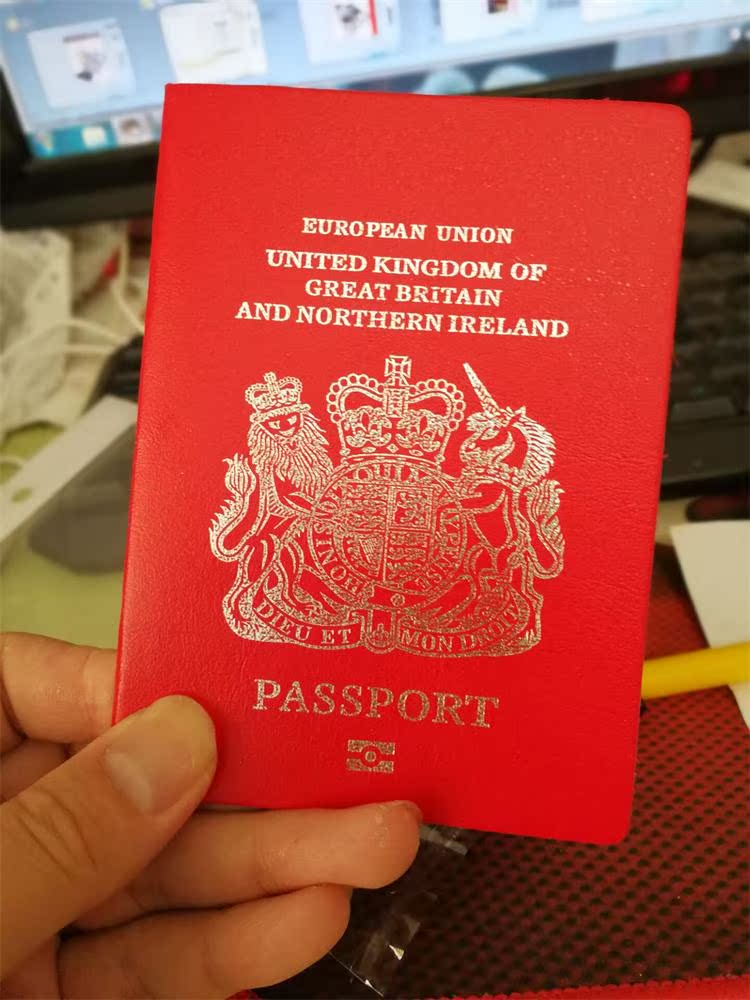 EUROPEAN UNION
UNITED KINGDOM OF
GREAT BRITAIN
AND NORTHERN IRELAND
DIEU ET MON DROIT
PASSPORT